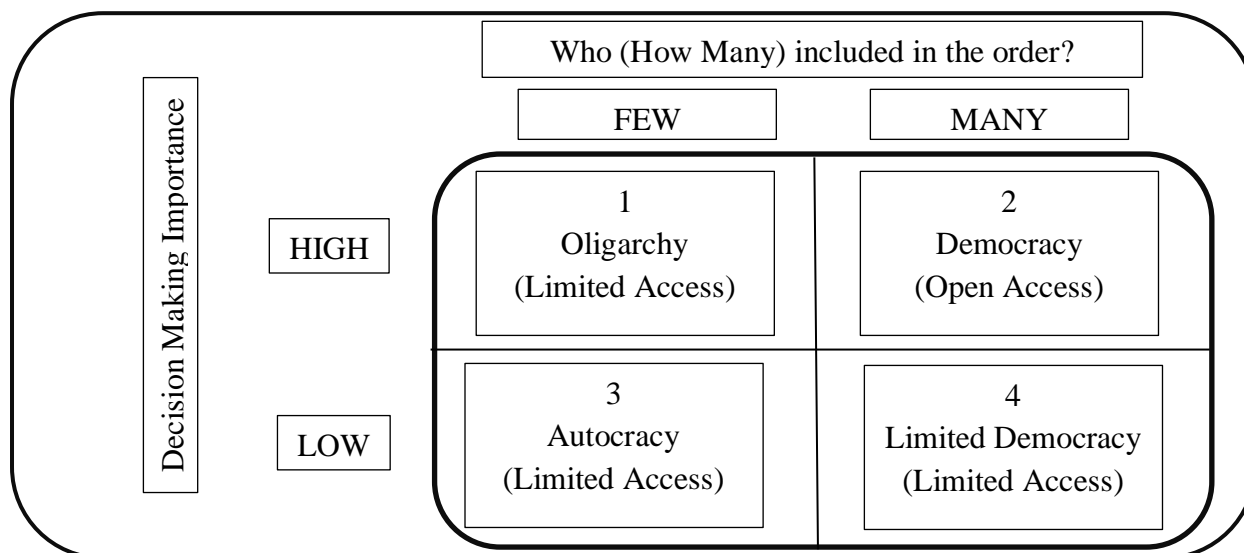 Who (How Many) included in the order?
FEW
MANY
Decision Making Importance
HIGH
1
Oligarchy
(Limited Access)
2
Democracy
(Open Access)
LOW
3
Autocracy
(Limited Access)
4
Limited Democracy
(Limited Access)